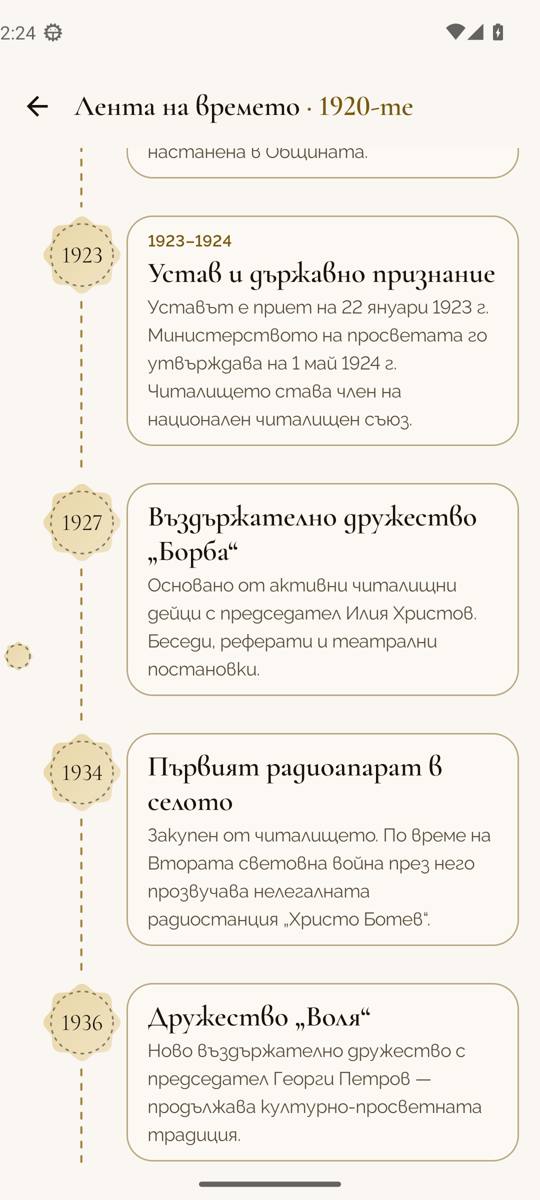 2:24
Лента на времето · 1920-те
настанена в Общината.
1923
1923–1924
Устав и държавно признание
Уставът е приет на 22 януари 1923 г.
Министерството на просветата го
утвърждава на 1 май 1924 г.
Читалището става член на
национален читалищен съюз.
1927
Въздържателно дружество
„Борба“
Основано от активни читалищни
дейци с председател Илия Христов.
Беседи, реферати и театрални
постановки.
1934
Първият радиоапарат в
селото
Закупен от читалището. По време на
Втората световна война през него
прозвучава нелегалната
радиостанция „Христо Ботев“.
1936
Дружество „Воля“
Ново въздържателно дружество с
председател Георги Петров —
продължава културно-просветната
традиция.